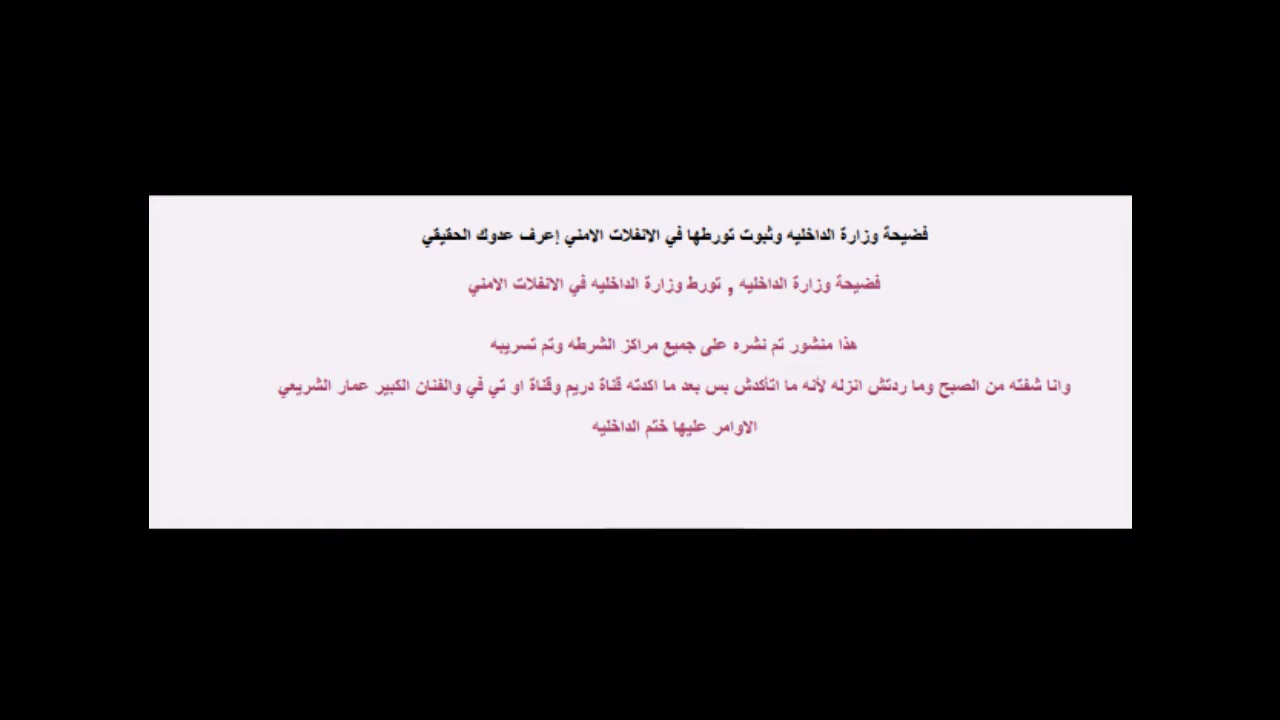 فضيحة وزارة الداخليه وثبوت تورطها في الانفلات الامني إعرف عدوك الحقيقي
فضيحة وزارة الداخليه , تورط وزارة الداخليه في الانفلات الامني
هذا منشور تم نشره على جميع مراكز الشرطه وتم تسريبه
وانا شفته من الصبح وما ردتش انزله لأنه ما اتأكدش بس بعد ما اكدته قناة دريم وقناة او تي في والفنان الكبير عمار الشريعي
الاوامر عليها ختم الداخليه